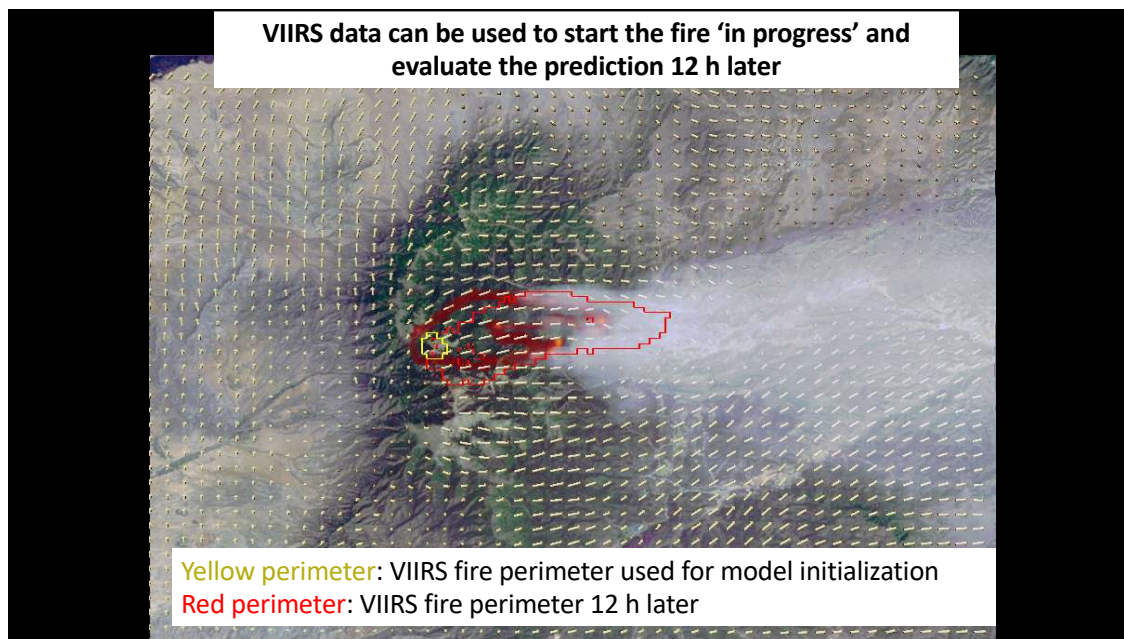 VIIRS data can be used to start the fire ‘in progress’ and
evaluate the prediction 12 h later
Yellow perimeter: VIIRS fire perimeter used for model initialization
Red perimeter: VIIRS fire perimeter 12 h later